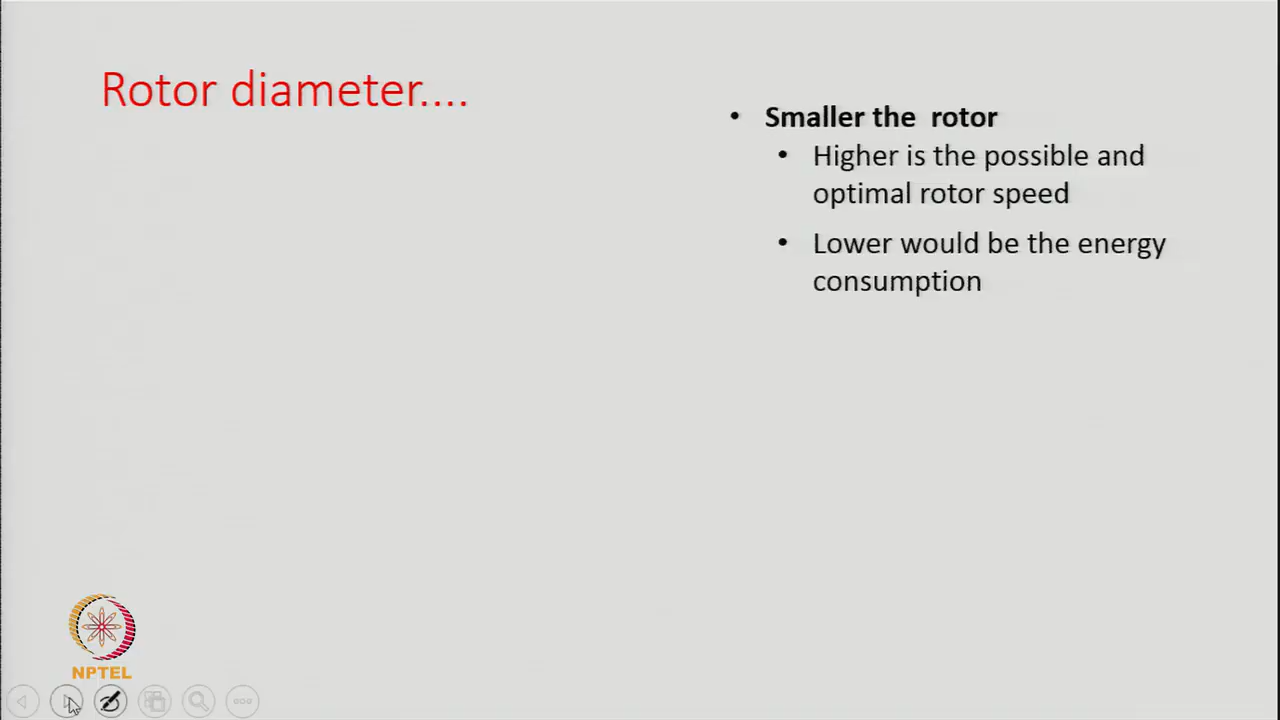 Rotor diameter....
• Smaller the rotor
• Higher is the possible and
optimal rotor speed
• Lower would be the energy
consumption
NPTEL